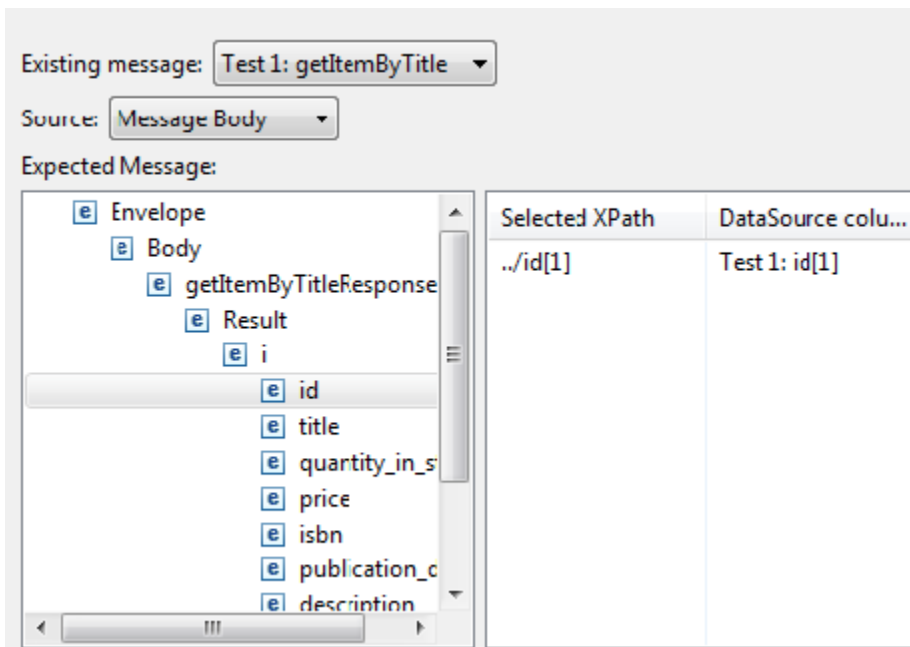 Existing message: Test 1: getItemByTitle
Source: Message Body
Expected Message:
e Envelope
e Body
e getItemByTitleResponse
e Result
e i
e id
e title
e quantity_in_s
e price
e isbn
e publication_d
e description
Selected XPath DataSource colu...
../id[1] Test 1: id[1]